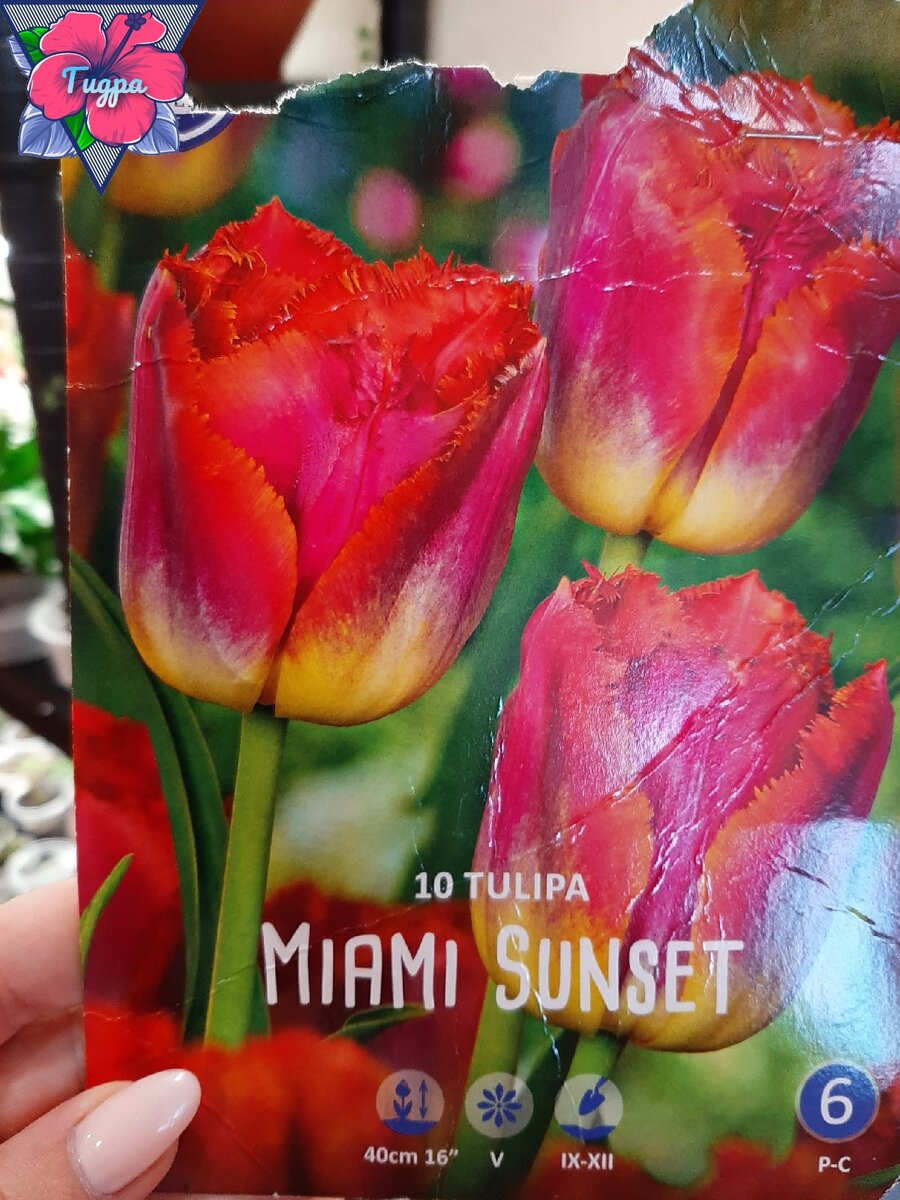 Гидра
10 TULIPA
MIAMI SUNSET
40cm 16"
V
IX-XII
6
P-C